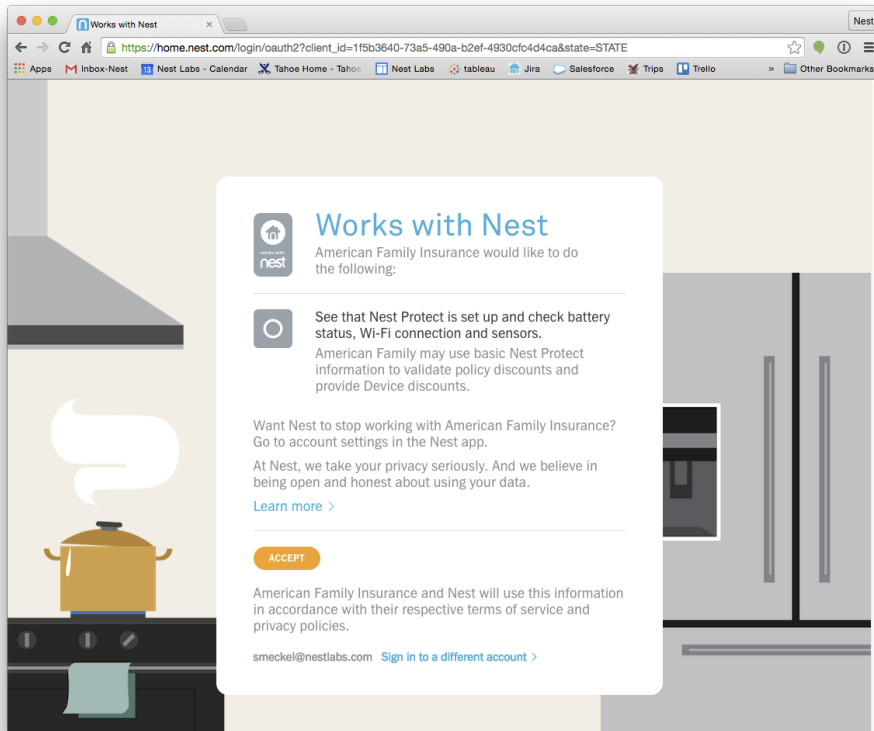 Works with Nest
Nest
https://home.nest.com/login/oauth2?client_id=1f5b3640-73a5-490a-b2ef-4930cfc4d4ca&state=STATE
Apps M Inbox-Nest 13 Nest Labs - Calendar Tahoe Home - Tahoe Nest Labs tableau Jira Salesforce Trips Trello » Other Bookmarks
Works with Nest
works with
nest
American Family Insurance would like to do
the following:
See that Nest Protect is set up and check battery
status, Wi-Fi connection and sensors.
American Family may use basic Nest Protect
information to validate policy discounts and
provide Device discounts.
Want Nest to stop working with American Family Insurance?
Go to account settings in the Nest app.
At Nest, we take your privacy seriously. And we believe in
being open and honest about using your data.
Learn more >
ACCEPT
American Family Insurance and Nest will use this information
in accordance with their respective terms of service and
privacy policies.
smeckel@nestlabs.com Sign in to a different account >